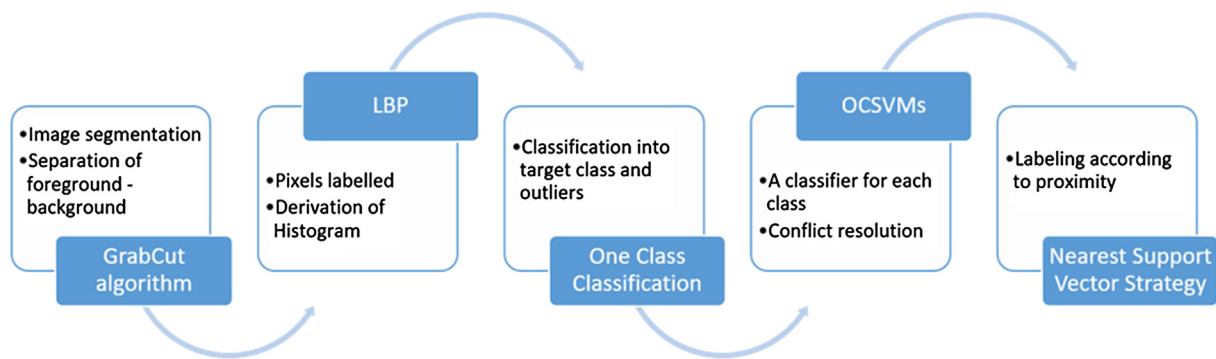 •Image segmentation
•Separation of
foreground -
background
GrabCut
algorithm
LBP
•Pixels labelled
•Derivation of
Histogram
•Classification into
target class and
outliers
One Class
Classification
OCSVMs
•A classifier for each
class
•Conflict resolution
•Labeling according
to proximity
Nearest Support
Vector Strategy